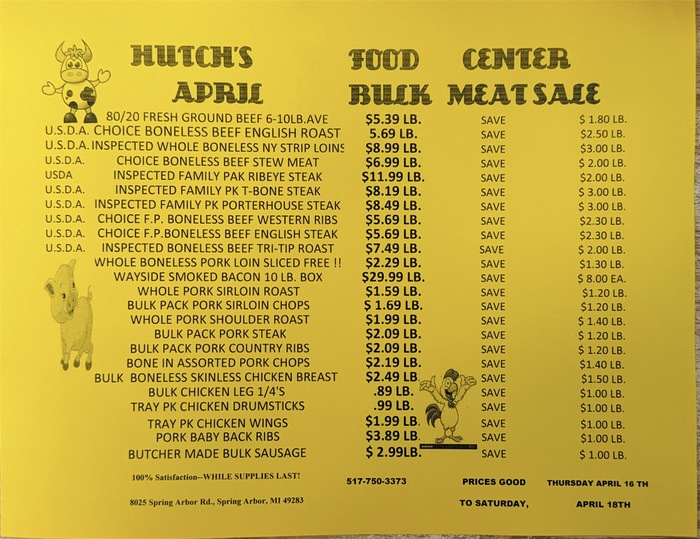 HUTCH'S FOOD CENTER
APRIL BULK MEAT SALE
80/20 FRESH GROUND BEEF 6-10LB.AVE $5.39 LB. SAVE $ 1.80 LB.
U.S.D.A. CHOICE BONELESS BEEF ENGLISH ROAST 5.69 LB. SAVE $2.50 LB.
U.S.D.A. INSPECTED WHOLE BONELESS NY STRIP LOINS $8.99 LB. SAVE $3.00 LB.
U.S.D.A. CHOICE BONELESS BEEF STEW MEAT $6.99 LB. SAVE $ 2.00 LB.
USDA INSPECTED FAMILY PAK RIBEYE STEAK $11.99 LB. SAVE $2.00 LB.
U.S.D.A. INSPECTED FAMILY PK T-BONE STEAK $8.19 LB. SAVE $ 3.00 LB.
U.S.D.A. INSPECTED FAMILY PK PORTERHOUSE STEAK $8.49 LB. SAVE $ 3.00 LB.
U.S.D.A. CHOICE F.P. BONELESS BEEF WESTERN RIBS $5.69 LB. SAVE $2.30 LB.
U.S.D.A. CHOICE F.P.BONELESS BEEF ENGLISH STEAK $5.69 LB. SAVE $2.30 LB.
U.S.D.A. INSPECTED BONELESS BEEF TRI-TIP ROAST $7.49 LB. SAVE $ 2.00 LB.
WHOLE BONELESS PORK LOIN SLICED FREE !! $2.29 LB. SAVE $1.30 LB.
WAYSIDE SMOKED BACON 10 LB. BOX $29.99 LB. SAVE $ 8.00 EA.
WHOLE PORK SIRLOIN ROAST $1.59 LB. SAVE $1.20 LB.
BULK PACK PORK SIRLOIN CHOPS $ 1.69 LB. SAVE $1.20 LB.
WHOLE PORK SHOULDER ROAST $1.99 LB. SAVE $ 1.40 LB.
BULK PACK PORK STEAK $2.09 LB. SAVE $ 1.20 LB.
BULK PACK PORK COUNTRY RIBS $2.09 LB. SAVE $ 1.20 LB.
BONE IN ASSORTED PORK CHOPS $2.19 LB. SAVE $1.40 LB.
BULK BONELESS SKINLESS CHICKEN BREAST $2.49 LB. SAVE $1.50 LB.
BULK CHICKEN LEG 1/4'S .89 LB. SAVE $1.00 LB.
TRAY PK CHICKEN DRUMSTICKS .99 LB. SAVE $1.00 LB.
TRAY PK CHICKEN WINGS $1.99 LB. SAVE $1.00 LB.
PORK BABY BACK RIBS $3.89 LB. SAVE $1.00 LB.
BUTCHER MADE BULK SAUSAGE $ 2.99LB. SAVE $ 1.00 LB.
100% Satisfaction--WHILE SUPPLIES LAST! 517-750-3373 PRICES GOOD THURSDAY APRIL 16 TH
8025 Spring Arbor Rd., Spring Arbor, MI 49283 TO SATURDAY, APRIL 18TH